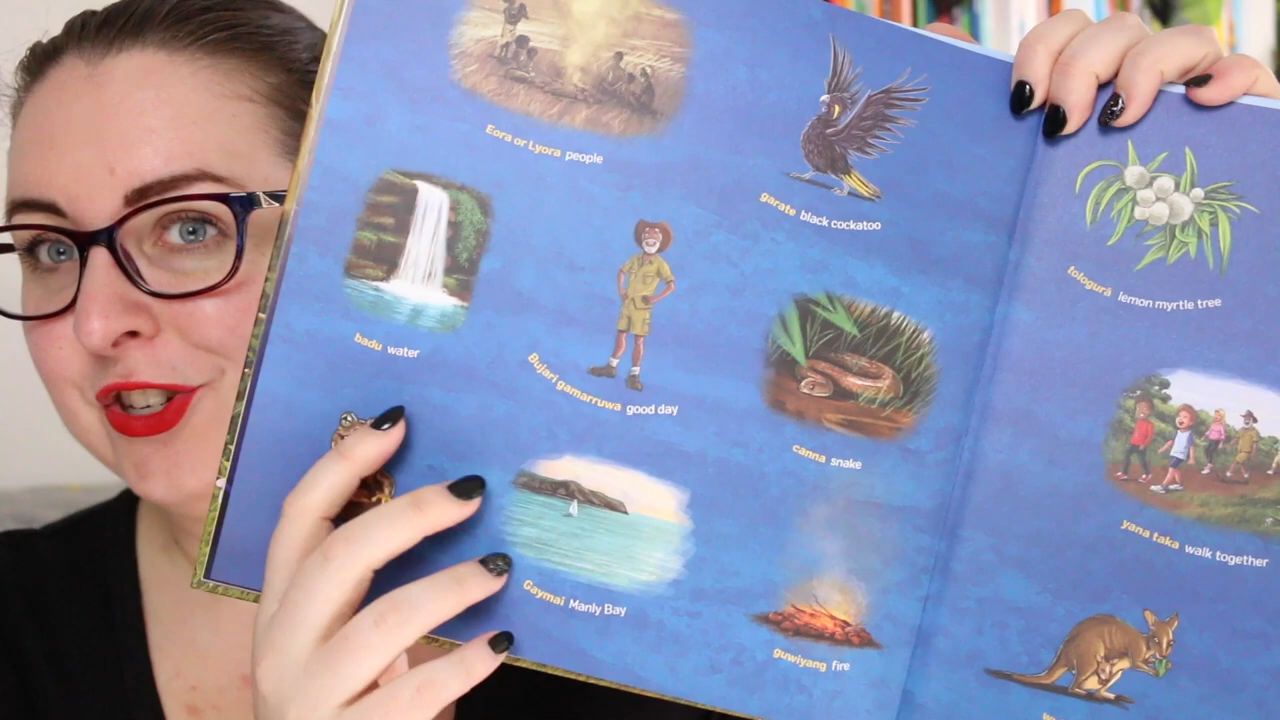 Eora or Lyora people
garate black cockatoo
badu water
Bujari gamarruwa good day
canna snake
Gaymai Manly Bay
guwiyang fire
tologurā lemon myrtle tree
yana taka walk together